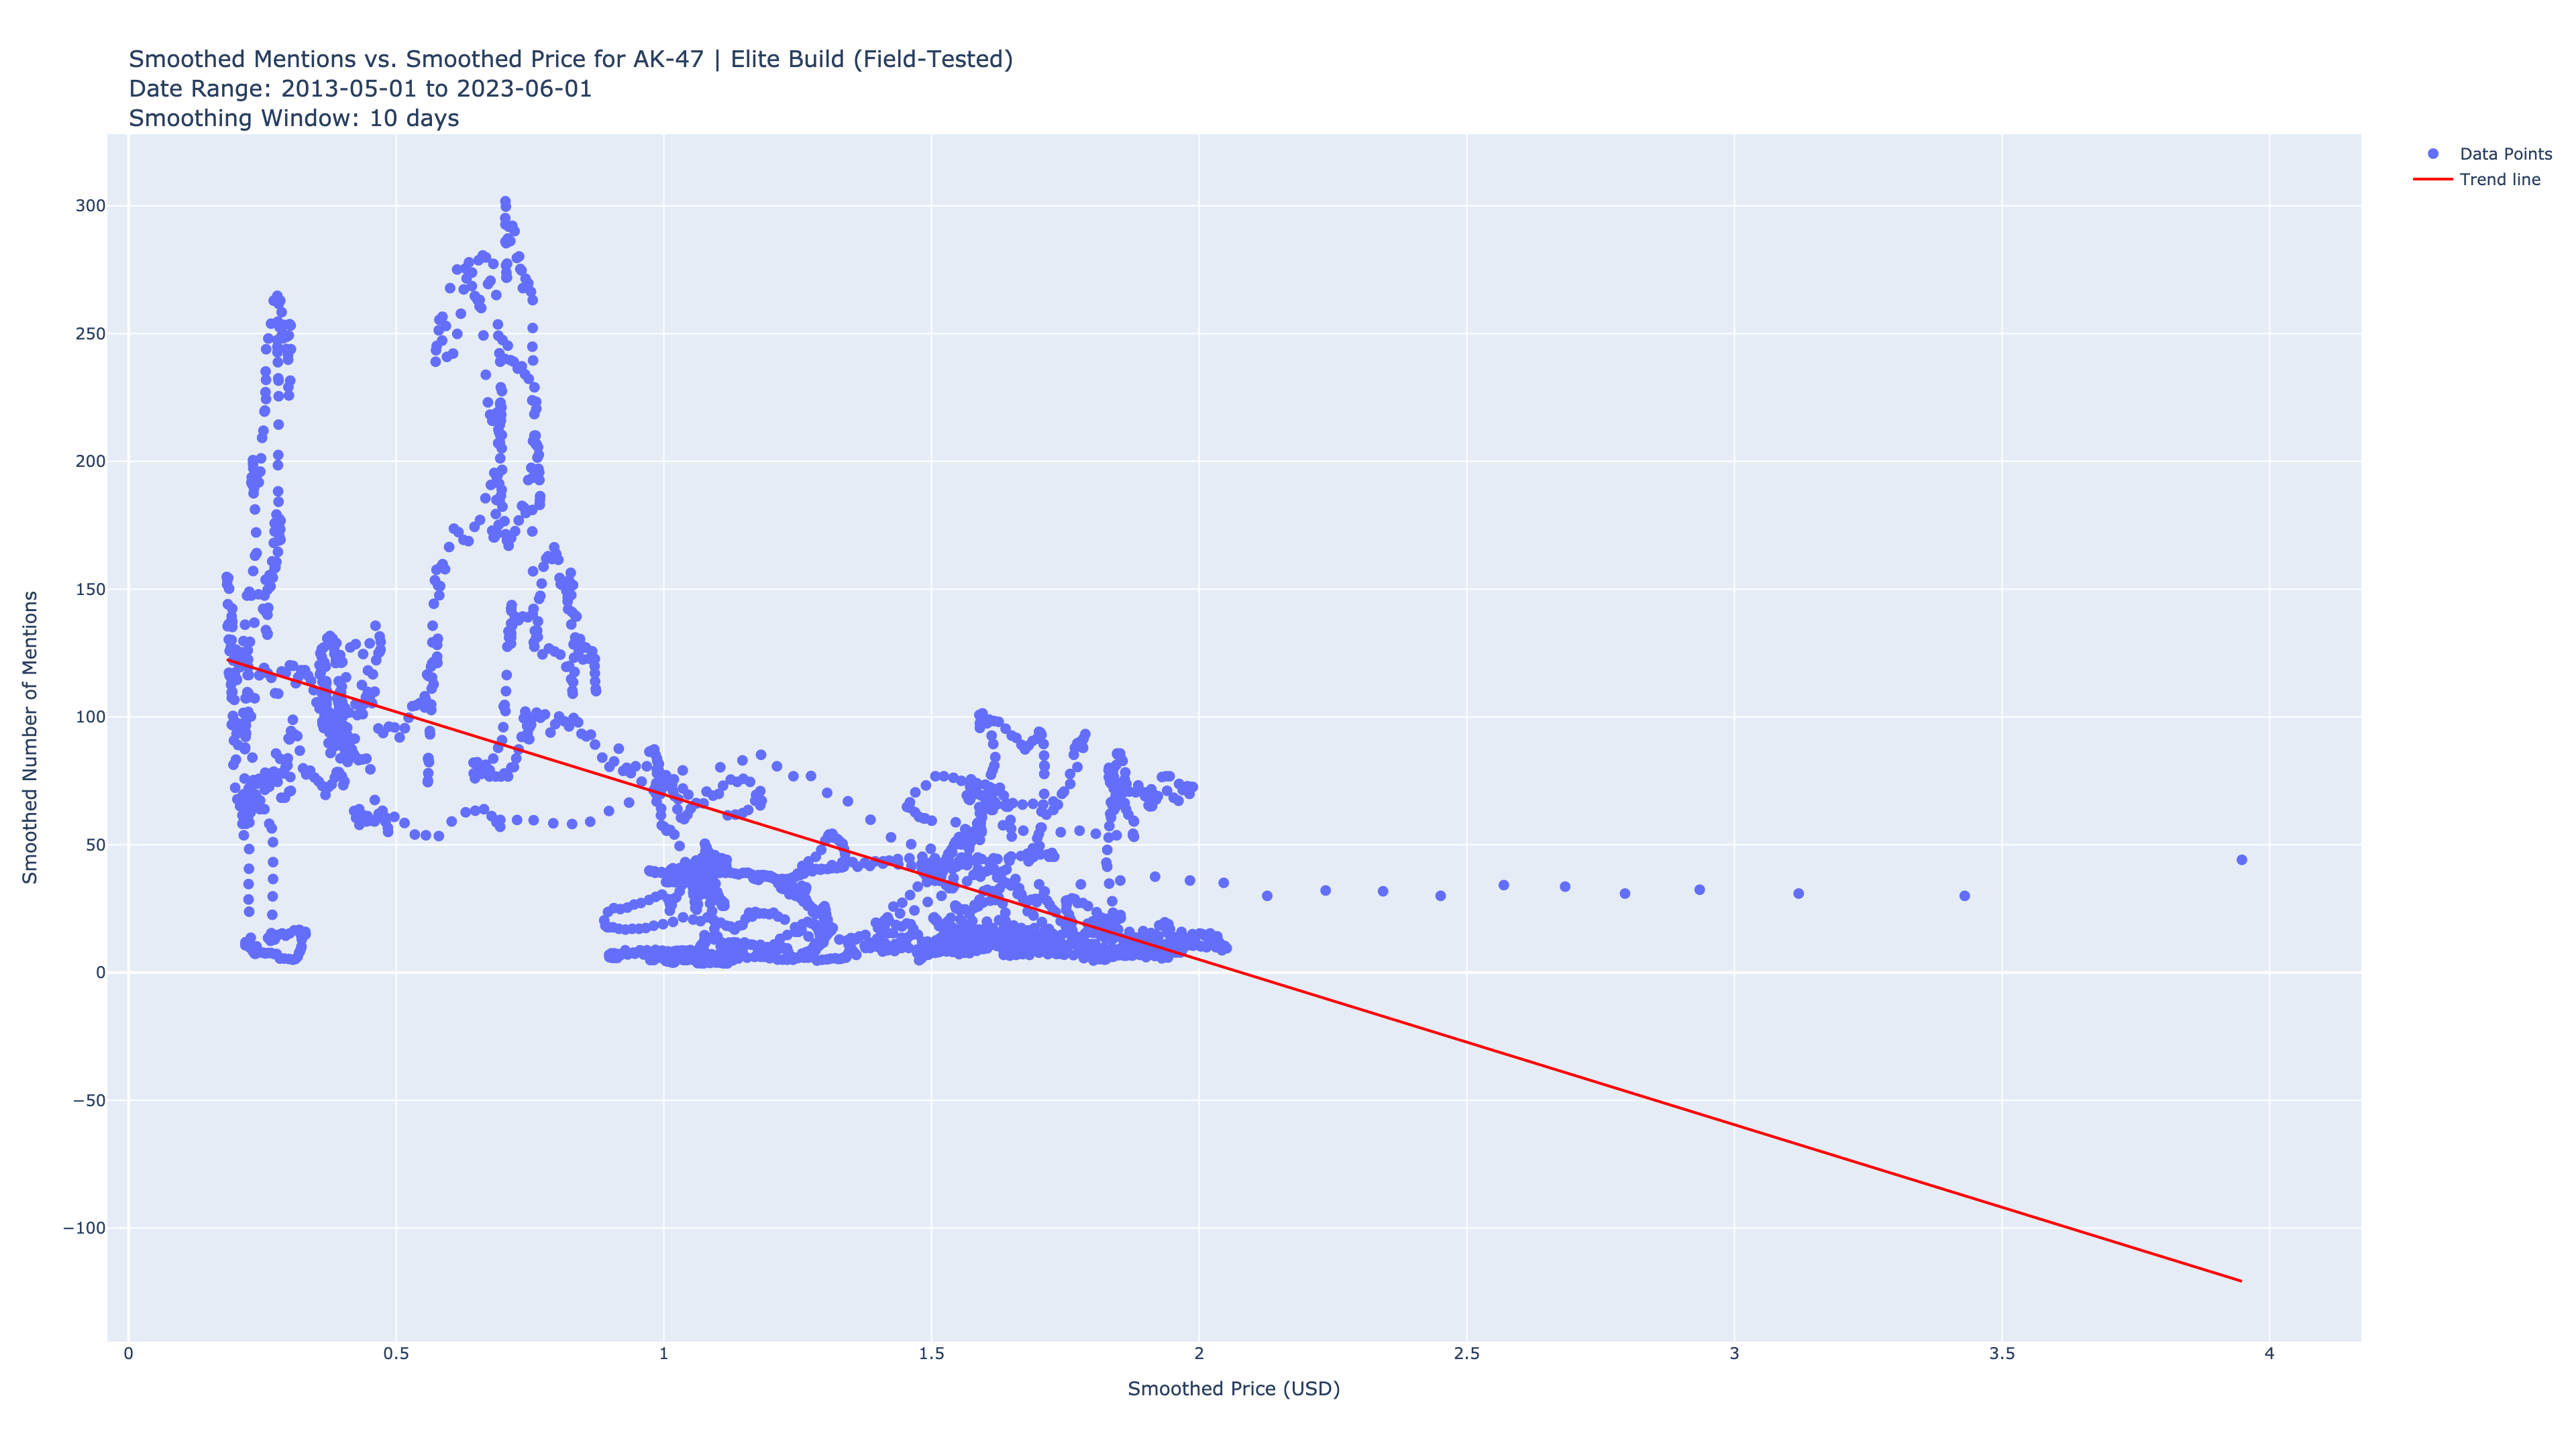 Smoothed Mentions vs. Smoothed Price for AK-47 | Elite Build (Field-Tested)
Date Range: 2013-05-01 to 2023-06-01
Smoothing Window: 10 days
Data Points
Trend line
300
250
200
150
100
50
0
−50
−100
Smoothed Number of Mentions
0
0.5
1
1.5
2
2.5
3
3.5
4
Smoothed Price (USD)